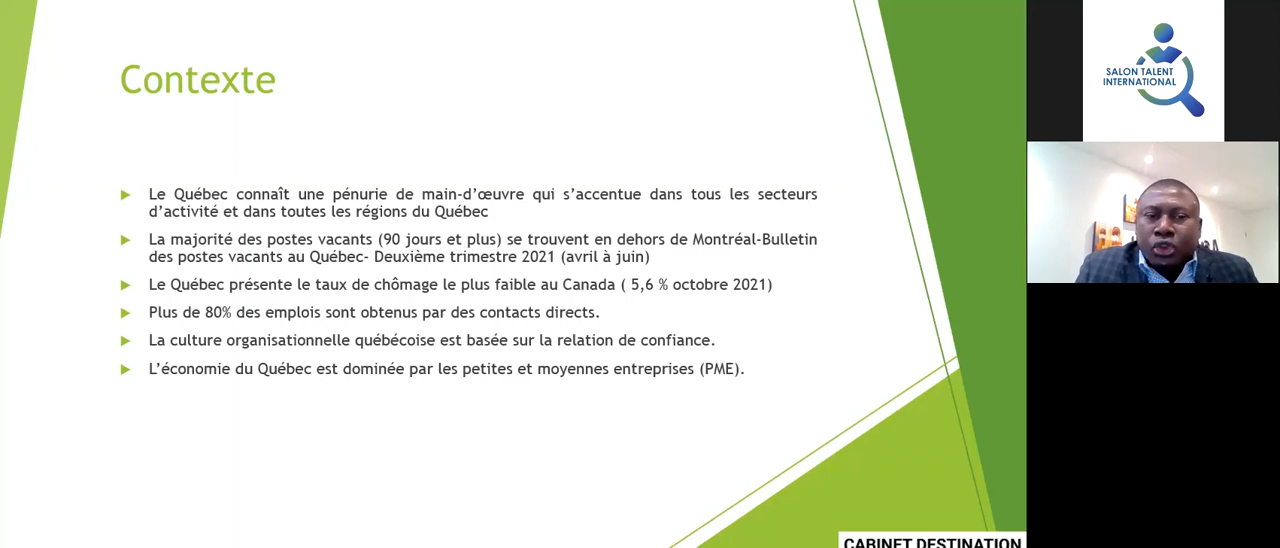 Contexte
Le Québec connaît une pénurie de main-d’œuvre qui s’accentue dans tous les secteurs
d’activité et dans toutes les régions du Québec
La majorité des postes vacants (90 jours et plus) se trouvent en dehors de Montréal-Bulletin
des postes vacants au Québec- Deuxième trimestre 2021 (avril à juin)
Le Québec présente le taux de chômage le plus faible au Canada ( 5,6 % octobre 2021)
Plus de 80% des emplois sont obtenus par des contacts directs.
La culture organisationnelle québécoise est basée sur la relation de confiance.
L’économie du Québec est dominée par les petites et moyennes entreprises (PME).
CABINET DESTINATION
SALON TALENT
INTERNATIONAL